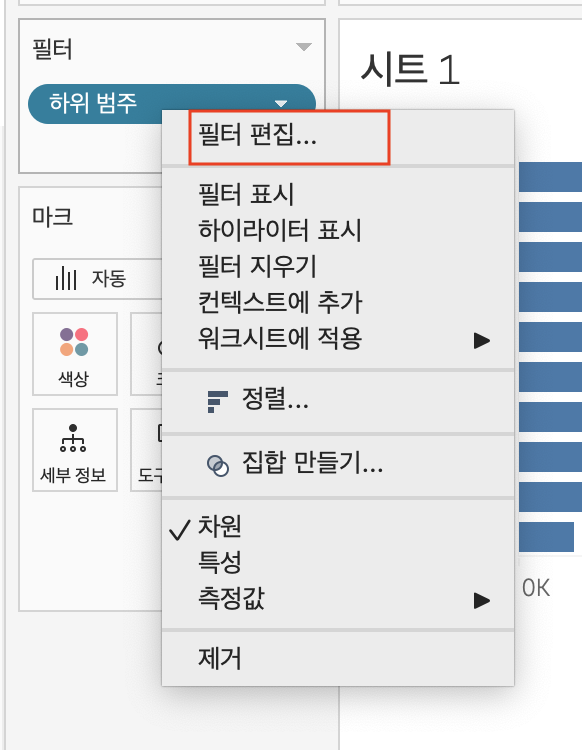 필터
하위 범주
시트 1
필터 편집...
필터 표시
하이라이터 표시
필터 지우기
컨텍스트에 추가
워크시트에 적용
정렬...
집합 만들기...
차원
특성
측정값
제거
마크
자동
색상
세부 정보
0K